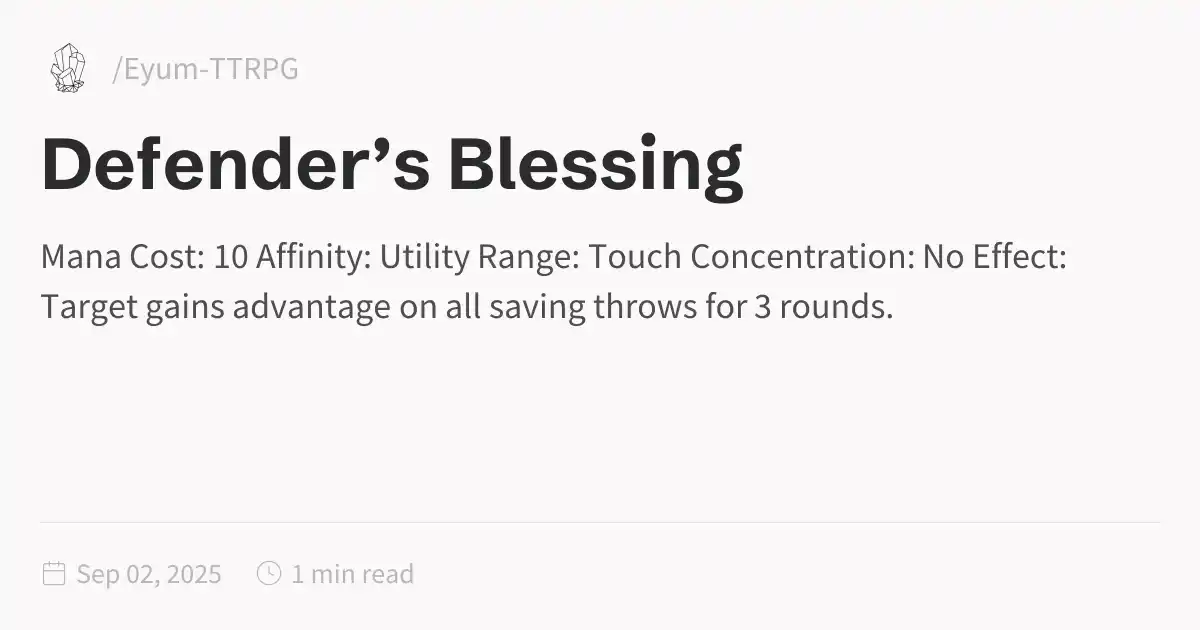 /Eyum-TTRPG
Defender’s Blessing
Mana Cost: 10 Affinity: Utility Range: Touch Concentration: No Effect:
Target gains advantage on all saving throws for 3 rounds.
Sep 02, 2025 1 min read